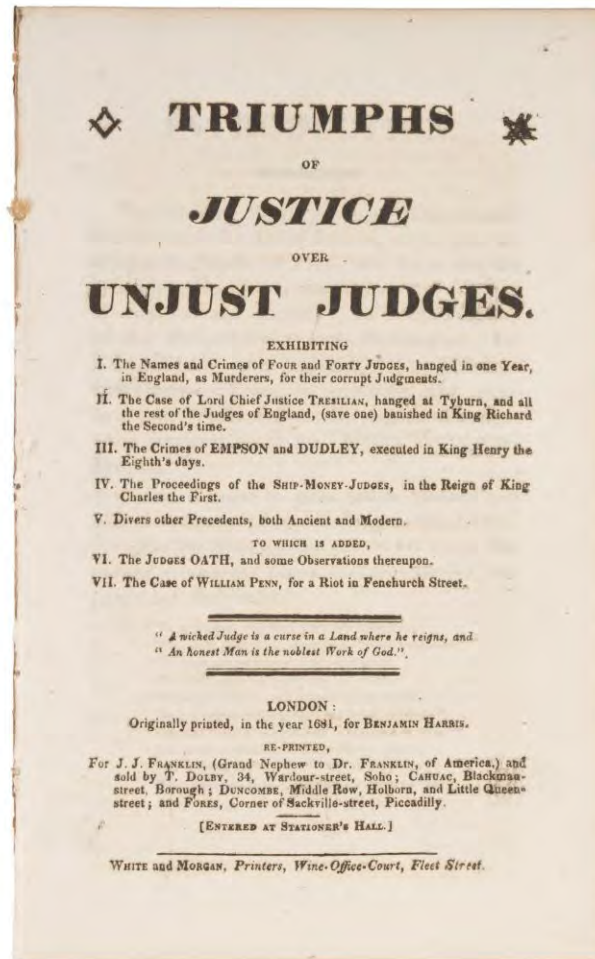 TRIUMPHS
OF
JUSTICE
OVER
UNJUST JUDGES.
EXHIBITING
I. The Names and Crimes of FOUR and FORTY JUDGES, hanged in one Year,
in England, as Murderers, for their corrupt Judgments.
II. The Case of Lord Chief Justice TRESILIAN, hanged at Tyburn, and all
the rest of the Judges of England, (save one) banished in King Richard
the Second's time.
III. The Crimes of EMPSON and DUDLEY, executed in King Henry the
Eighth's days.
IV. The Proceedings of the SHIP-MONEY-JUDGES, in the Reign of King
Charles the First.
V. Divers other Precedents, both Ancient and Modern.
TO WHICH IS ADDED,
VI. The JUDGES OATH, and some Observations thereupon.
VII. The Case of WILLIAM PENN, for a Riot in Fenchurch Street.
" A wicked Judge is a curse in a Land where he reigns, and
" An honest Man is the noblest Work of God."
LONDON:
Originally printed, in the year 1681, for BENJAMIN HARRIS.
RE-PRINTED,
For J. J. FRANKLIN, (Grand Nephew to Dr. FRANKLIN, of America,) and
sold by T. DOLBY, 34, Wardour-street, Soho; CAHUAC, Blackman-
street, Borough; DUNCOMBE, Middle Row, Holborn, and Little Queen-
street; and FORES, Corner of Sackville-street, Piccadilly.
[ENTERED AT STATIONER'S HALL.]
WHITE and MORGAN, Printers, Wine-Office-Court, Fleet Street.